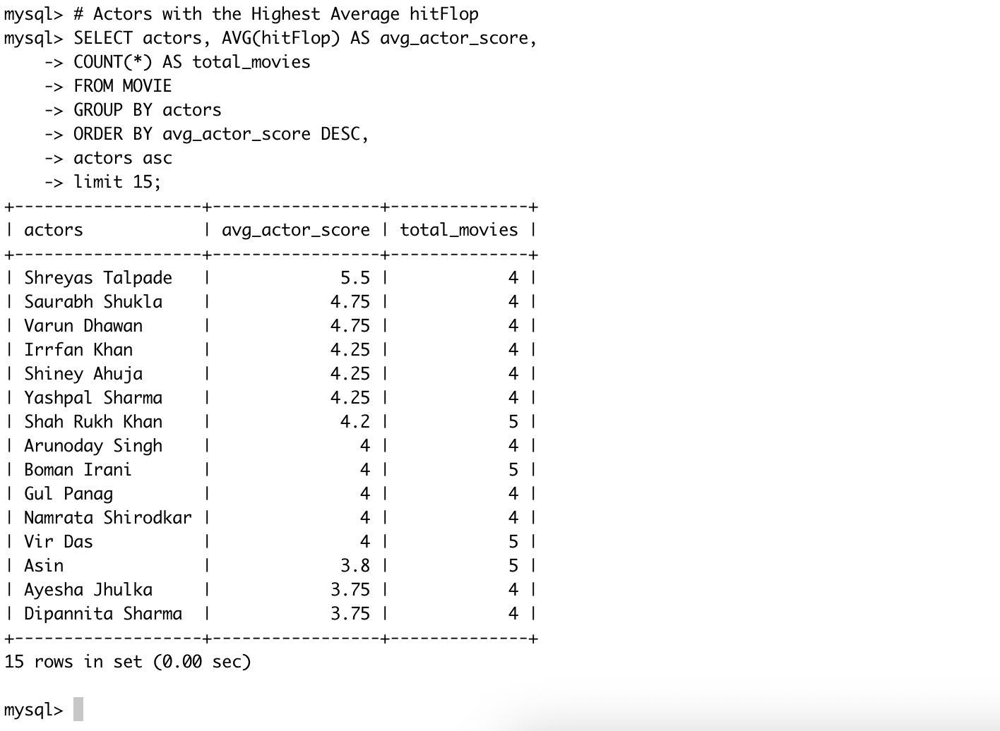 mysql> # Actors with the Highest Average hitFlop
mysql> SELECT actors, AVG(hitFlop) AS avg_actor_score,
    -> COUNT(*) AS total_movies
    -> FROM MOVIE
    -> GROUP BY actors
    -> ORDER BY avg_actor_score DESC,
    -> actors asc
    -> limit 15;
+-------------------+-----------------+--------------+
| actors            | avg_actor_score | total_movies |
+-------------------+-----------------+--------------+
| Shreyas Talpade   |             5.5 |            4 |
| Saurabh Shukla    |            4.75 |            4 |
| Varun Dhawan      |            4.75 |            4 |
| Irrfan Khan       |            4.25 |            4 |
| Shiney Ahuja      |            4.25 |            4 |
| Yashpal Sharma    |            4.25 |            4 |
| Shah Rukh Khan    |             4.2 |            5 |
| Arunoday Singh    |               4 |            4 |
| Boman Irani       |               4 |            5 |
| Gul Panag         |               4 |            4 |
| Namrata Shirodkar |               4 |            4 |
| Vir Das           |               4 |            5 |
| Asin              |             3.8 |            5 |
| Ayesha Jhulka     |            3.75 |            4 |
| Dipannita Sharma  |            3.75 |            4 |
+-------------------+-----------------+--------------+
15 rows in set (0.00 sec)
mysql>